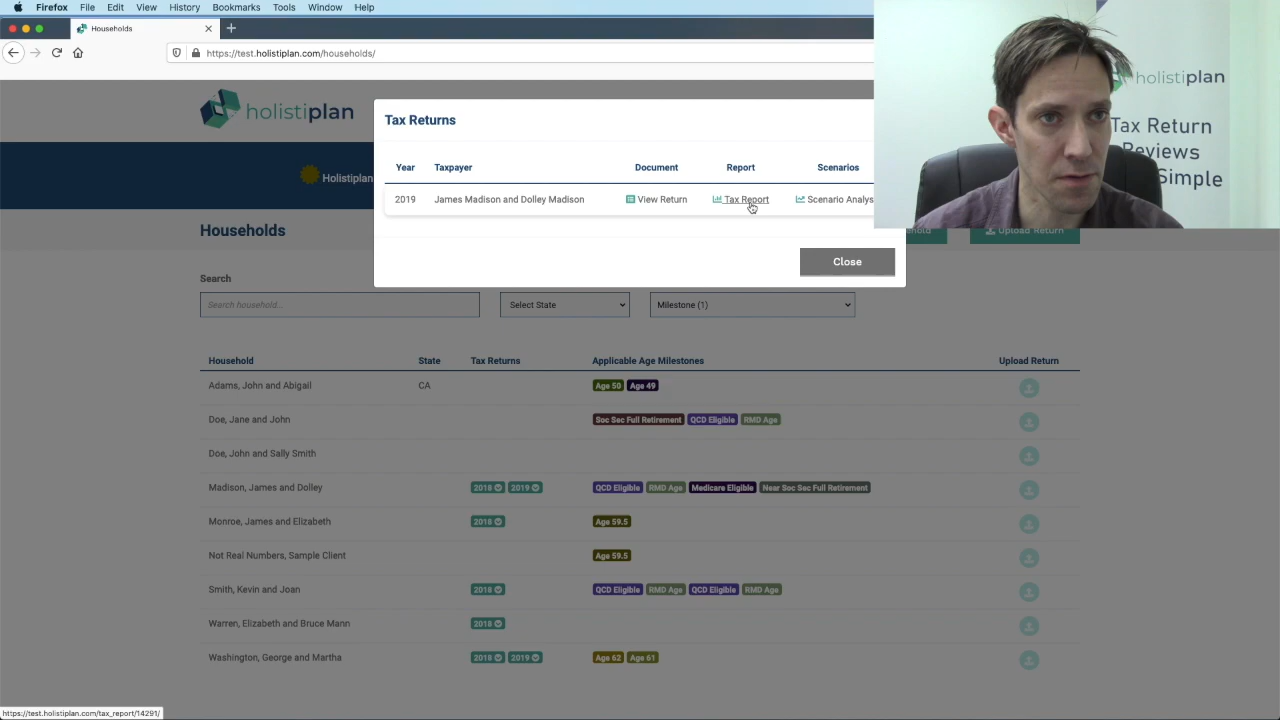 Firefox File Edit View History Bookmarks Tools Window Help
Households
https://test.holistiplan.com/households/
holistiplan
Holistiplan
Tax Returns
Year Taxpayer Document Report Scenarios
2019 James Madison and Dolley Madison View Return Tax Report Scenario Analys
Close
holistiplan
Tax Return
Reviews
Simple
Households
Upload Return
Search
Search household...
Select State
Milestone (1)
Household State Tax Returns Applicable Age Milestones Upload Return
Adams, John and Abigail CA Age 50 Age 49
Doe, Jane and John Soc Sec Full Retirement QCD Eligible RMD Age
Doe, John and Sally Smith
Madison, James and Dolley 2018 2019 QCD Eligible RMD Age Medicare Eligible Near Soc Sec Full Retirement
Monroe, James and Elizabeth 2018 Age 59.5
Not Real Numbers, Sample Client Age 59.5
Smith, Kevin and Joan 2018 QCD Eligible RMD Age QCD Eligible RMD Age
Warren, Elizabeth and Bruce Mann 2018
Washington, George and Martha 2018 2019 Age 62 Age 61
https://test.holistiplan.com/tax_report/14291/